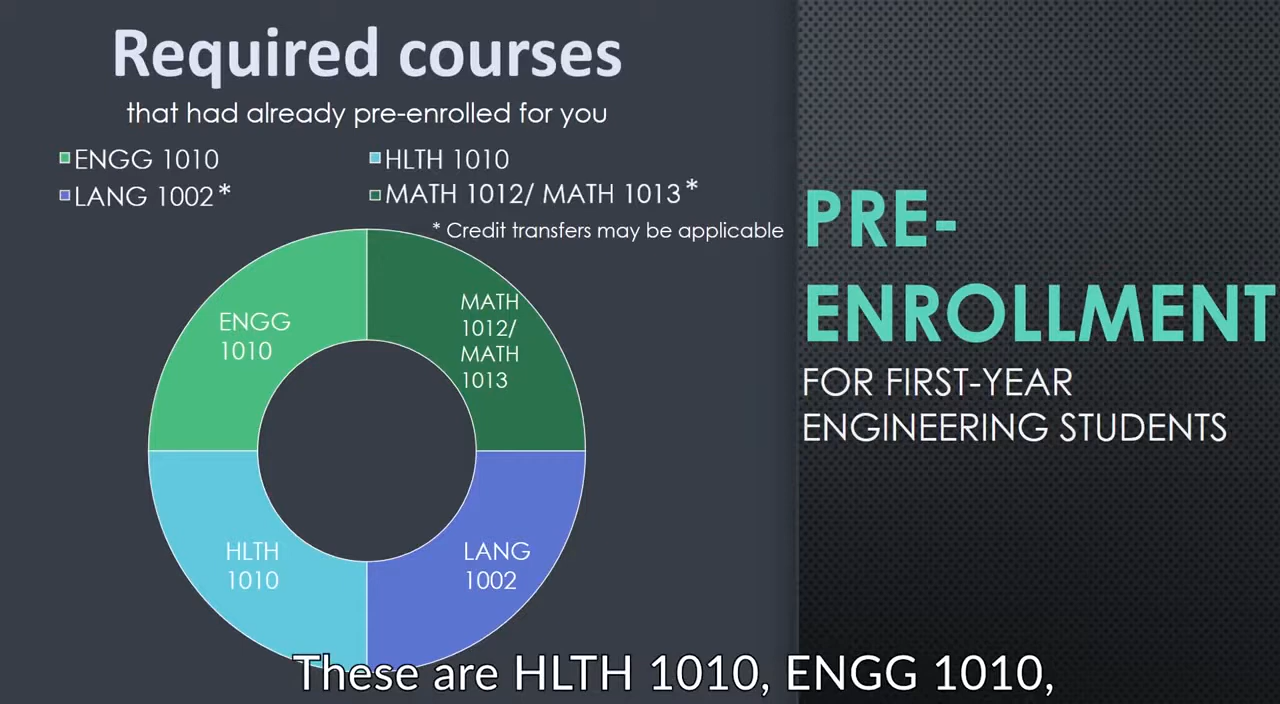 Required courses
that had already pre-enrolled for you
ENGG 1010
HLTH 1010
LANG 1002*
MATH 1012/ MATH 1013*
* Credit transfers may be applicable
ENGG
1010
MATH
1012/
MATH
1013
HLTH
1010
LANG
1002
PRE-
ENROLLMENT
FOR FIRST-YEAR
ENGINEERING STUDENTS
These are HLTH 1010, ENGG 1010,